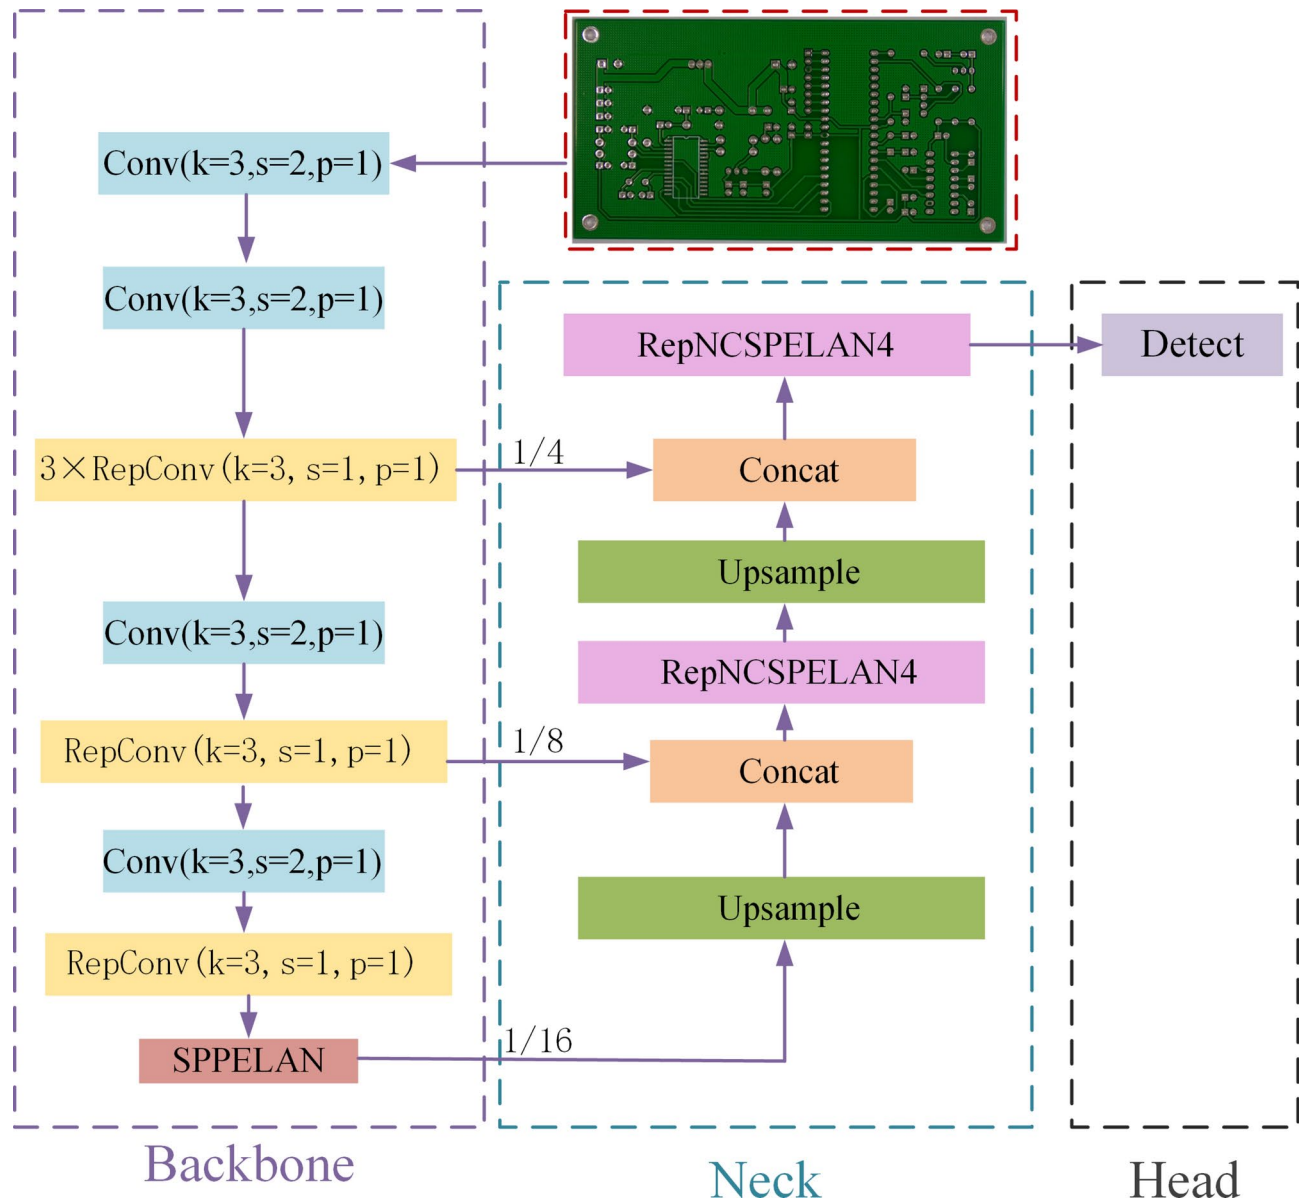 Conv(k=3,s=2,p=1)
Conv(k=3,s=2,p=1)
3×RepConv(k=3, s=1, p=1)
Conv(k=3,s=2,p=1)
RepConv(k=3, s=1, p=1)
Conv(k=3,s=2,p=1)
RepConv(k=3, s=1, p=1)
SPPELAN
Backbone
1/4
1/8
1/16
RepNCSPELAN4
Concat
Upsample
RepNCSPELAN4
Concat
Upsample
Neck
Detect
Head